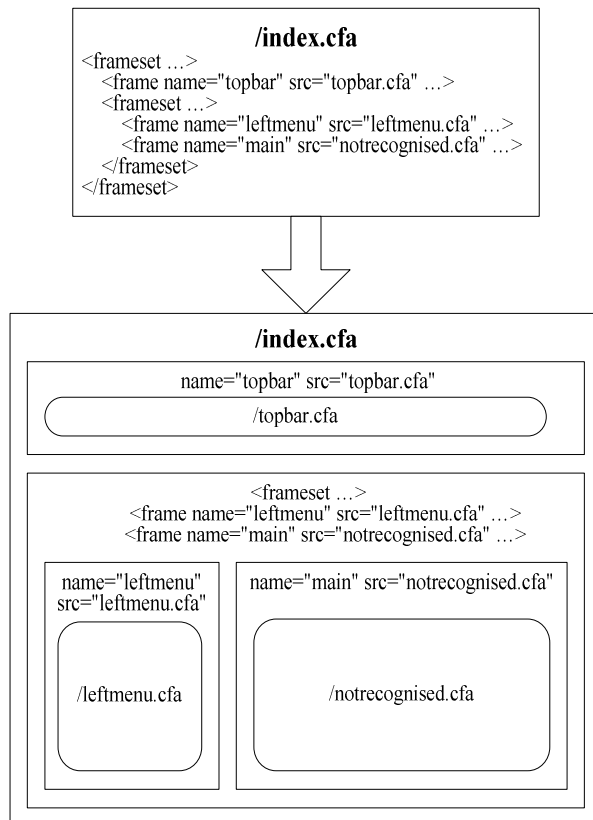 /index.cfa
<frameset …>
<frame name="topbar" src="topbar.cfa" …>
<frameset …>
<frame name="leftmenu" src="leftmenu.cfa" …>
<frame name="main" src="notrecognised.cfa" …>
</frameset>
</frameset>
/index.cfa
name="topbar" src="topbar.cfa"
/topbar.cfa
<frameset …>
<frame name="leftmenu" src="leftmenu.cfa" …>
<frame name="main" src="notrecognised.cfa" …>
name="leftmenu"
src="leftmenu.cfa"
/leftmenu.cfa
name="main" src="notrecognised.cfa"
/notrecognised.cfa